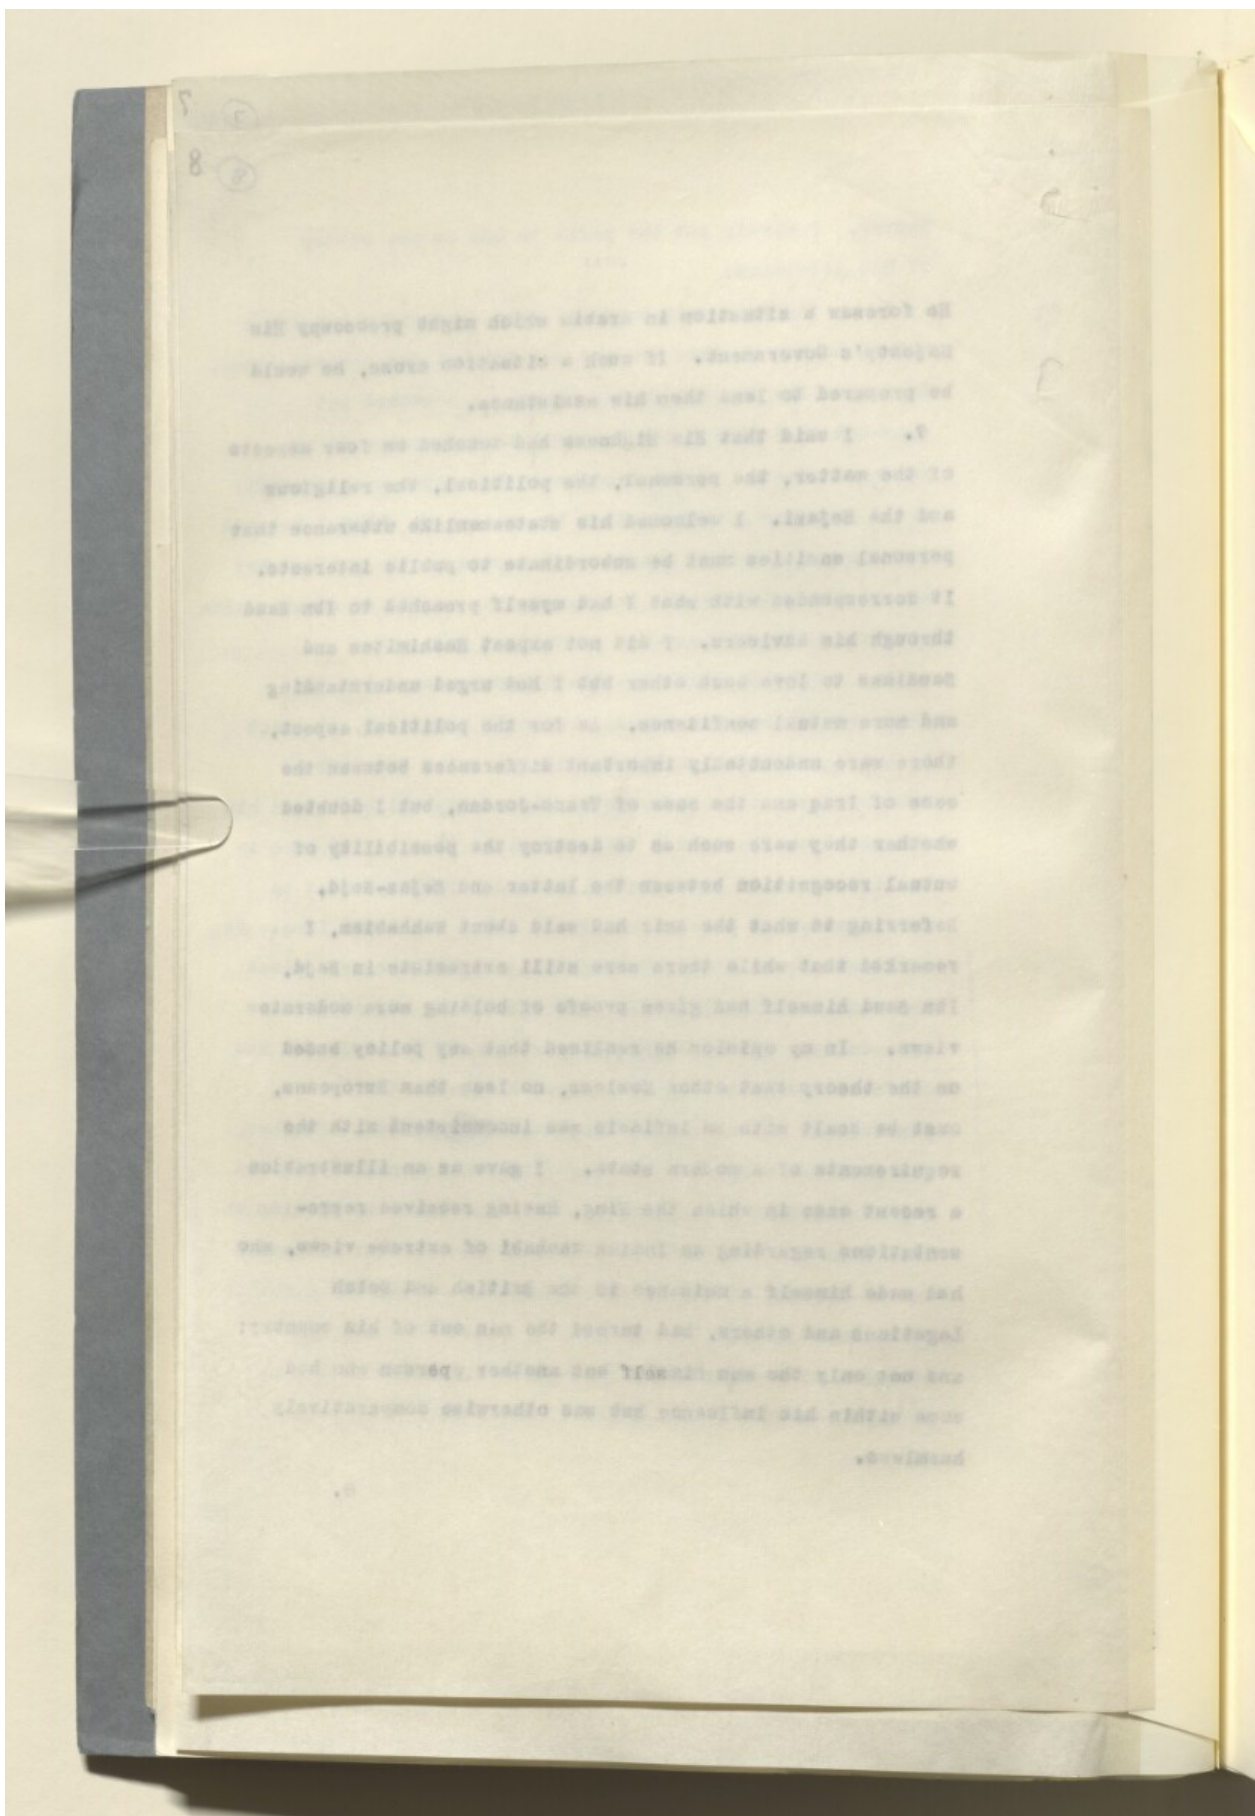 7 7
8 8
He foresaw a situation in Arabia which might preoccupy His
Majesty's Government. If such a situation arose, he would
be prepared to lend them his assistance.
7. I said that His Highness had touched on four aspects
of the matter, the personal, the political, the religious
and the Hejazi. I welcomed his statesmanlike utterance that
personal enmities must be subordinate to public interests.
It corresponded with what I had myself preached to Ibn Saud
through his advisers. I did not expect Hashimites and
Saudians to love each other but I had urged understanding
and more mutual confidence. As for the political aspect,
there were undoubtedly important differences between the
case of Iraq and the case of Trans-Jordan, but I doubted
whether they were such as to destroy the possibility of
mutual recognition between the latter and Hejaz-Nejd.
Referring to what the Amir had said about Wahhabism, I
remarked that while there were still extremists in Nejd,
Ibn Saud himself had given proofs of holding more moderate
views. In my opinion he realised that any policy based
on the theory that other Moslems, no less than Europeans,
must be dealt with as infidels was inconsistent with the
requirements of a modern state. I gave as an illustration
a recent case in which the King, having received repre-
sentations regarding an Indian Wahhabi of extreme views, who
had made himself a nuisance to the British and Dutch
Legations and others, had turned the man out of his country;
and not only the man himself but another person who had
come within his influence but was otherwise comparatively
harmless.
8.